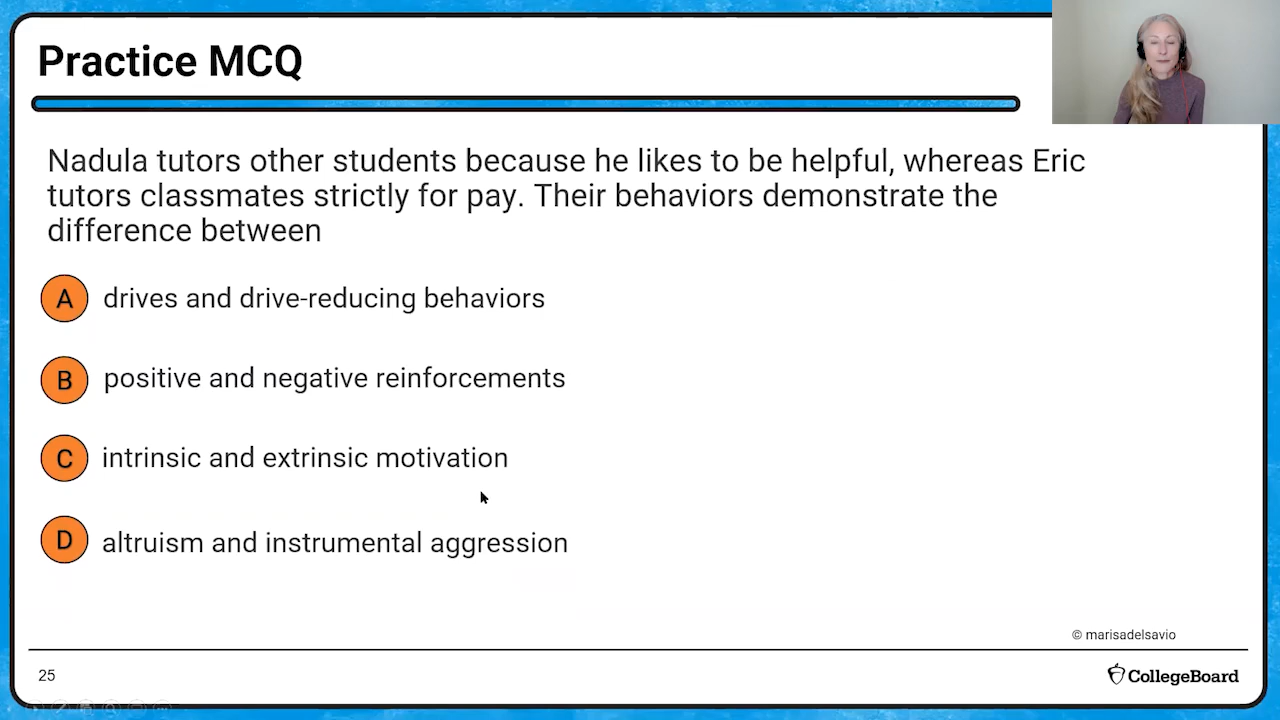 Practice MCQ
Nadula tutors other students because he likes to be helpful, whereas Eric
tutors classmates strictly for pay. Their behaviors demonstrate the
difference between
A drives and drive-reducing behaviors
B positive and negative reinforcements
C intrinsic and extrinsic motivation
D altruism and instrumental aggression
© marisadelsavio
25
CollegeBoard